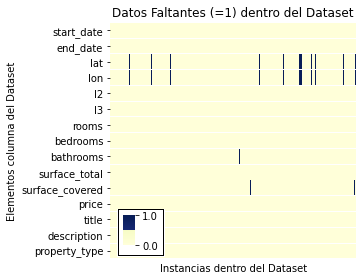 Datos Faltantes (=1) dentro del Dataset
Elementos columna del Dataset
start_date
end_date
lat
lon
l2
l3
rooms
bedrooms
bathrooms
surface_total
surface_covered
price
title
description
property_type
1.0
0.0
Instancias dentro del Dataset